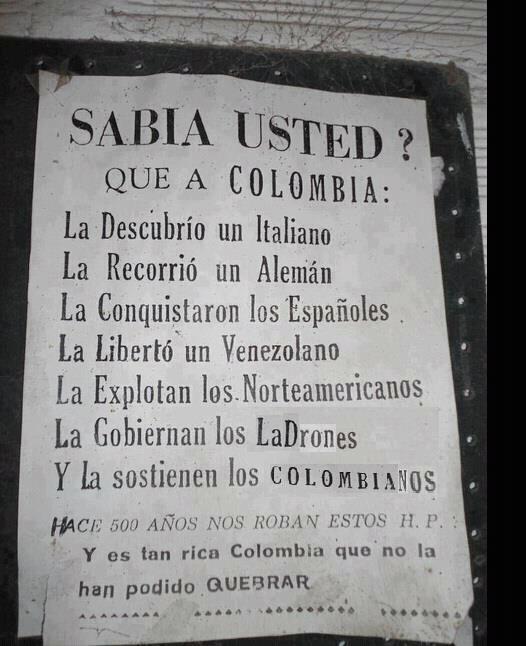 SABIA USTED ?
QUE A COLOMBIA:
La Descubrío un Italiano
La Recorrió un Alemán
La Conquistaron los Españoles
La Libertó un Venezolano
La Explotan los Norteamericanos
La Gobiernan los LaDrones
Y la sostienen los COLOMBIANOS
HACE 500 AÑOS NOS ROBAN ESTOS H. P. :
Y es tan rica Colombia que no la
han podido QUEBRAR